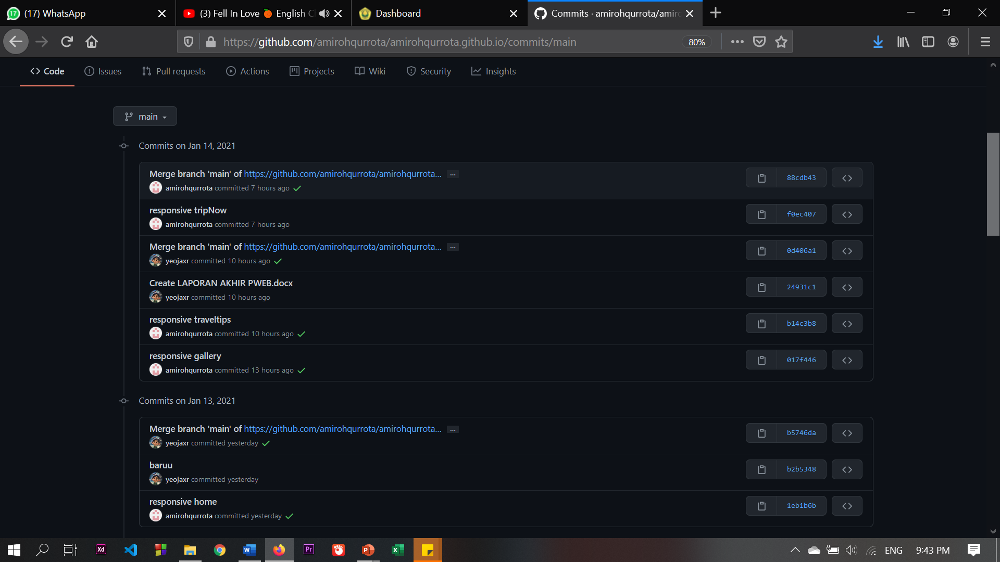 (17) WhatsApp
(3) Fell In Love 🍊 English Cl
Dashboard
Commits · amirohqurrota/amiro
https://github.com/amirohqurrota/amirohqurrota.github.io/commits/main
80%
Code
Issues
Pull requests
Actions
Projects
Wiki
Security
Insights
main
Commits on Jan 14, 2021
Merge branch 'main' of https://github.com/amirohqurrota/amirohqurrota... ...
88cdb43
amirohqurrota committed 7 hours ago
responsive tripNow
f0ec407
amirohqurrota committed 7 hours ago
Merge branch 'main' of https://github.com/amirohqurrota/amirohqurrota... ...
0d406a1
yeojaxr committed 10 hours ago
Create LAPORAN AKHIR PWEB.docx
24931c1
yeojaxr committed 10 hours ago
responsive traveltips
b14c3b8
amirohqurrota committed 10 hours ago
responsive gallery
017f446
amirohqurrota committed 13 hours ago
Commits on Jan 13, 2021
Merge branch 'main' of https://github.com/amirohqurrota/amirohqurrota... ...
b5746da
yeojaxr committed yesterday
baruu
b2b5348
yeojaxr committed yesterday
responsive home
1eb1b6b
amirohqurrota committed yesterday
ENG
9:43 PM